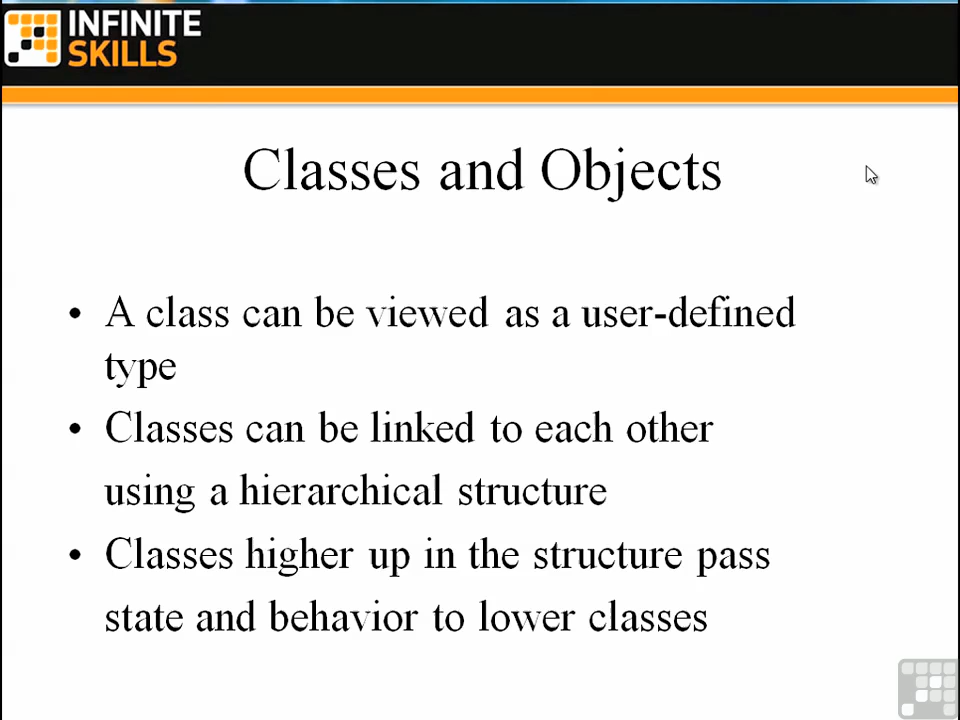 INFINITE
SKILLS
Classes and Objects
• A class can be viewed as a user-defined
type
• Classes can be linked to each other
using a hierarchical structure
• Classes higher up in the structure pass
state and behavior to lower classes